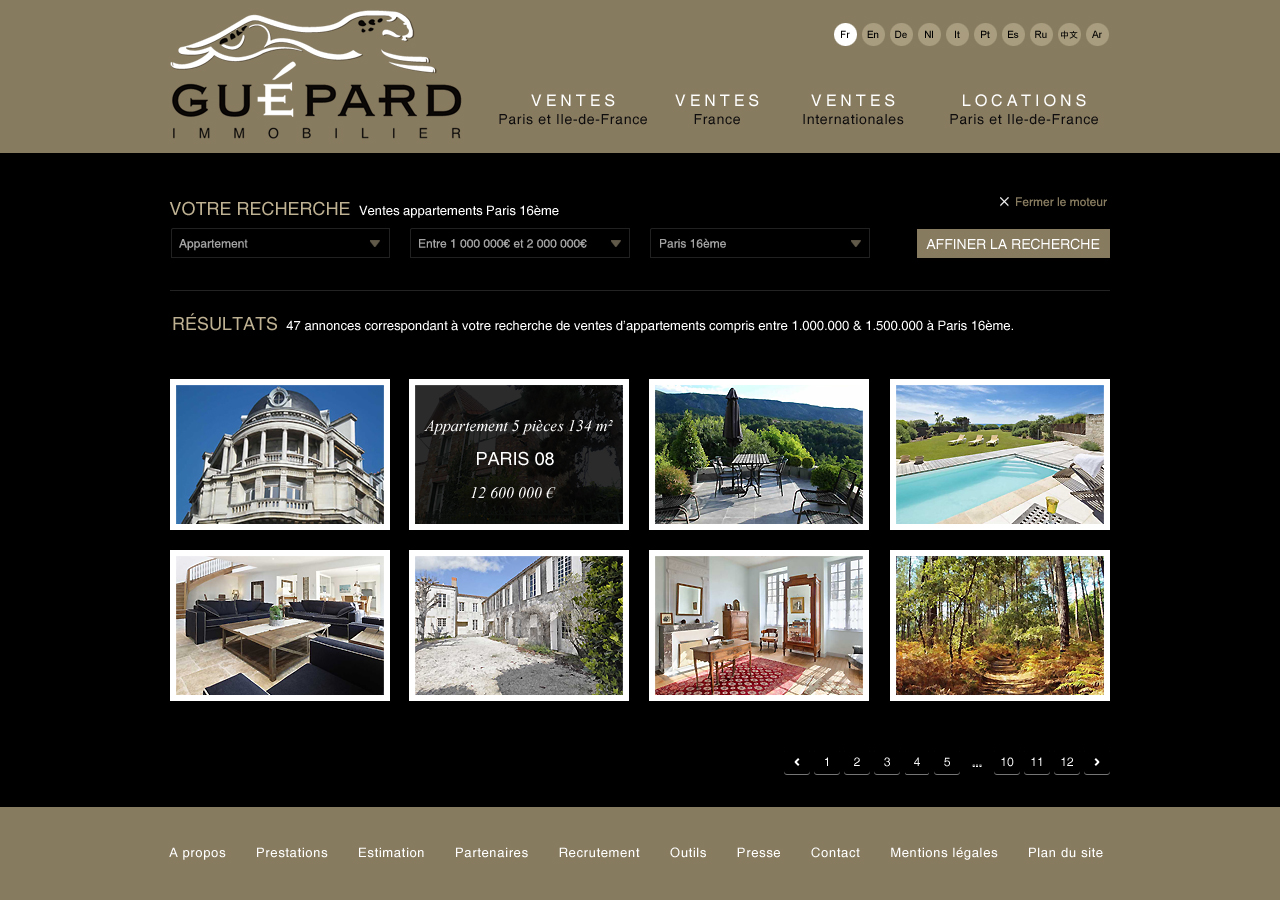 GUÉPARD
IMMOBILIER
Fr En De Nl It Pt Es Ru 中文 Ar
VENTES
Paris et Ile-de-France
VENTES
France
VENTES
Internationales
LOCATIONS
Paris et Ile-de-France
VOTRE RECHERCHE Ventes appartements Paris 16ème
Fermer le moteur
Appartement
Entre 1 000 000€ et 2 000 000€
Paris 16ème
AFFINER LA RECHERCHE
RÉSULTATS 47 annonces correspondant à votre recherche de ventes d’appartements compris entre 1.000.000 & 1.500.000 à Paris 16ème.
Appartement 5 pièces 134 m²
PARIS 08
12 600 000 €
1 2 3 4 5 ... 10 11 12
A propos Prestations Estimation Partenaires Recrutement Outils Presse Contact Mentions légales Plan du site